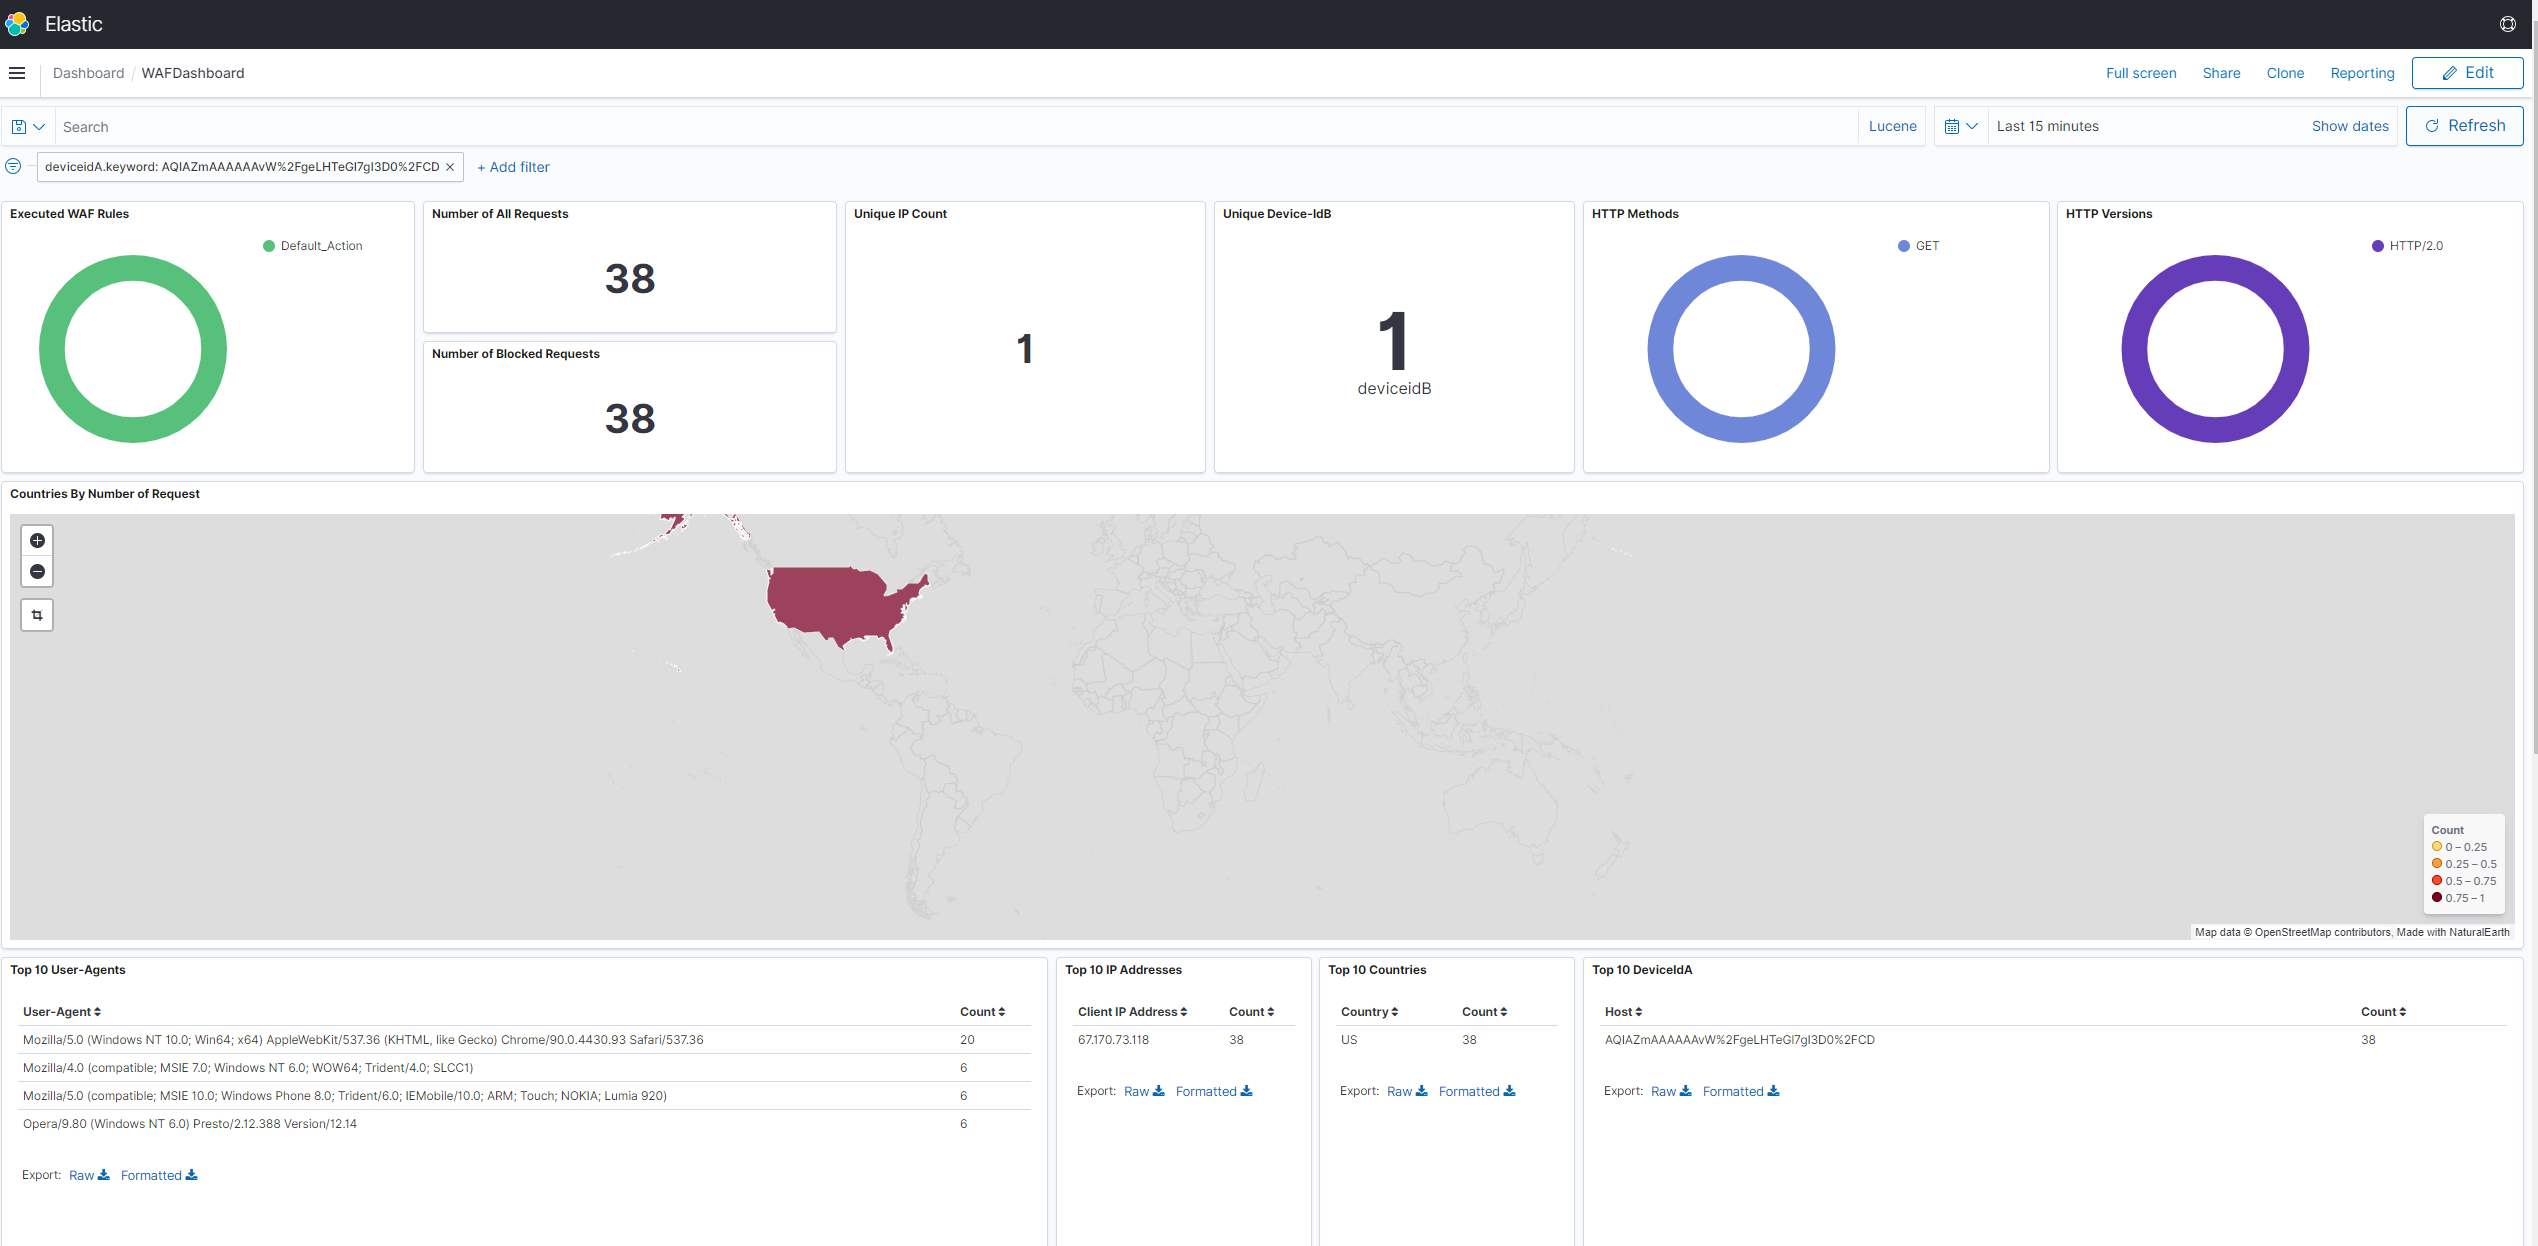 Elastic
Dashboard / WAFDashboard
Full screen Share Clone Reporting Edit
Search
Lucene
Last 15 minutes
Show dates
Refresh
deviceidA.keyword: AQIAZmAAAAAAvW%2FgeLHTeGI7gI3D0%2FCD ×
+ Add filter
Executed WAF Rules
Default_Action
Number of All Requests
38
Number of Blocked Requests
38
Unique IP Count
1
Unique Device-IdB
1
deviceidB
HTTP Methods
GET
HTTP Versions
HTTP/2.0
Countries By Number of Request
Count
0 – 0.25
0.25 – 0.5
0.5 – 0.75
0.75 – 1
Map data © OpenStreetMap contributors, Made with NaturalEarth
Top 10 User-Agents
User-Agent Count
Mozilla/5.0 (Windows NT 10.0; Win64; x64) AppleWebKit/537.36 (KHTML, like Gecko) Chrome/90.0.4430.93 Safari/537.36 20
Mozilla/4.0 (compatible; MSIE 7.0; Windows NT 6.0; WOW64; Trident/4.0; SLCC1) 6
Mozilla/5.0 (compatible; MSIE 10.0; Windows Phone 8.0; Trident/6.0; IEMobile/10.0; ARM; Touch; NOKIA; Lumia 920) 6
Opera/9.80 (Windows NT 6.0) Presto/2.12.388 Version/12.14 6
Export: Raw Formatted
Top 10 IP Addresses
Client IP Address Count
67.170.73.118 38
Export: Raw Formatted
Top 10 Countries
Country Count
US 38
Export: Raw Formatted
Top 10 DeviceIdA
Host Count
AQIAZmAAAAAAvW%2FgeLHTeGI7gI3D0%2FCD 38
Export: Raw Formatted